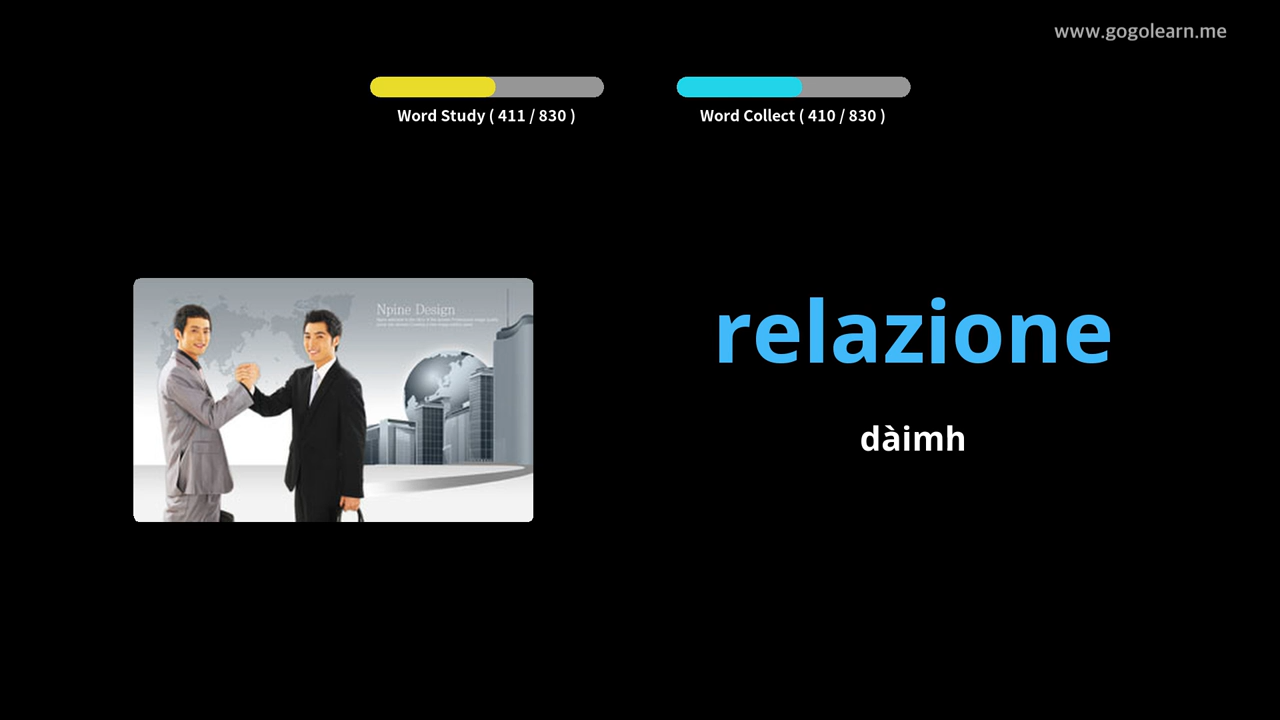 www.gogolearn.me
Word Study ( 411 / 830 )
Word Collect ( 410 / 830 )
Npine Design
relazione
dàimh